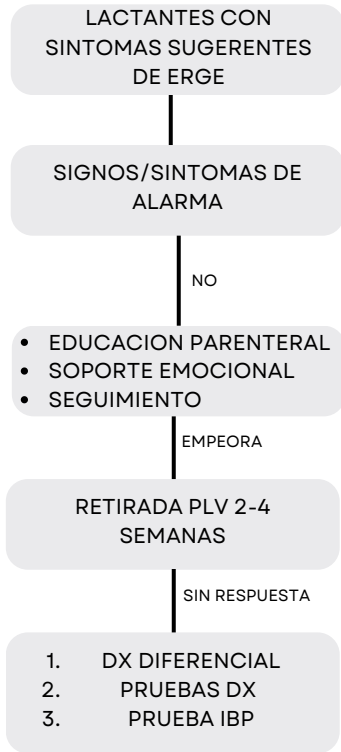 LACTANTES CON
SINTOMAS SUGERENTES
DE ERGE
SIGNOS/SINTOMAS DE
ALARMA
NO
• EDUCACION PARENTERAL
• SOPORTE EMOCIONAL
• SEGUIMIENTO
EMPEORA
RETIRADA PLV 2-4
SEMANAS
SIN RESPUESTA
1. DX DIFERENCIAL
2. PRUEBAS DX
3. PRUEBA IBP